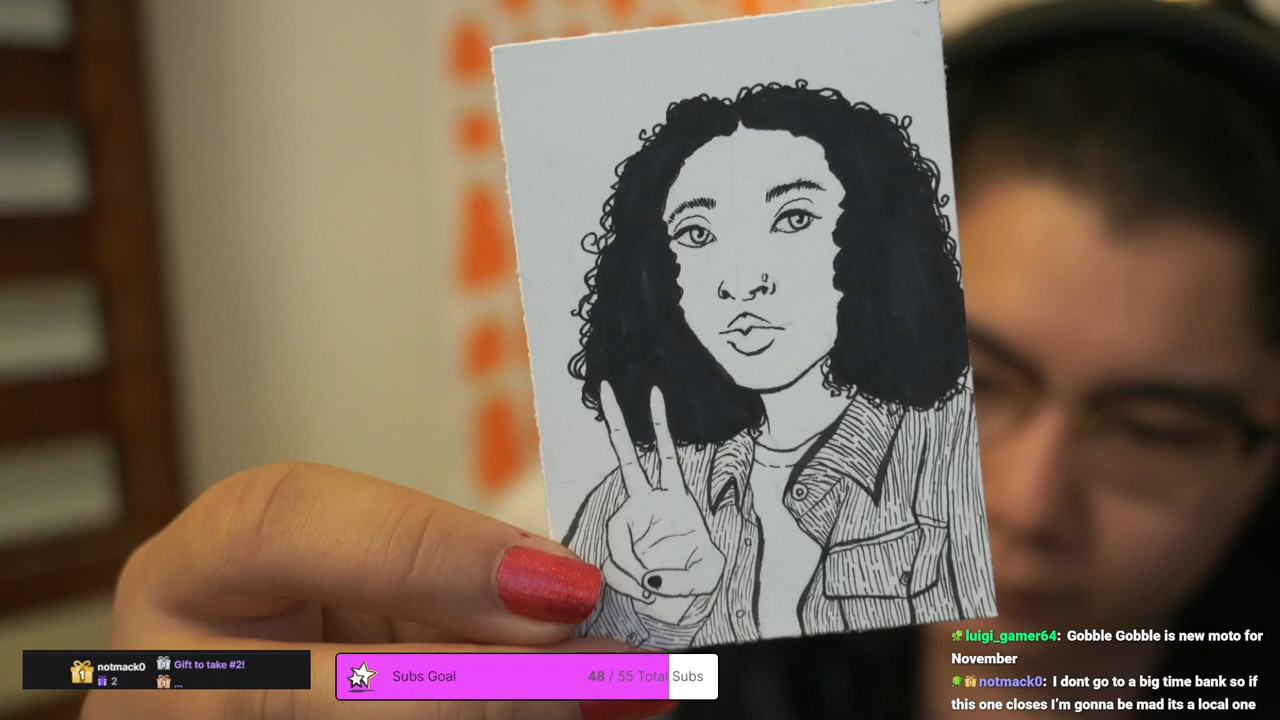 notmack0
2
Gift to take #2!
...
Subs Goal
48 / 55 Total Subs
luigi_gamer64: Gobble Gobble is new moto for
November
notmack0: I dont go to a big time bank so if
this one closes I'm gonna be mad its a local one